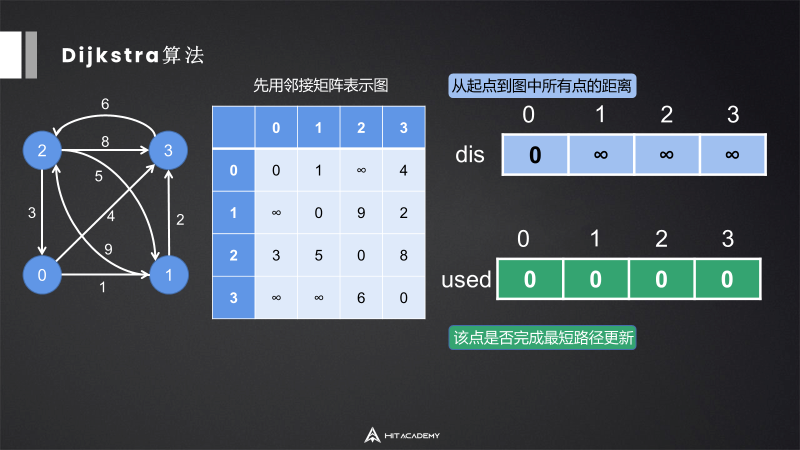 Dijkstra算法
先用邻接矩阵表示图
从起点到图中所有点的距离
6
2
8
3
5
3
4
2
9
0
1
1
0 1 2 3
0 0 1 ∞ 4
1 ∞ 0 9 2
2 3 5 0 8
3 ∞ ∞ 6 0
0 1 2 3
dis 0 ∞ ∞ ∞
0 1 2 3
used 0 0 0 0
该点是否完成最短路径更新
HIT ACADEMY